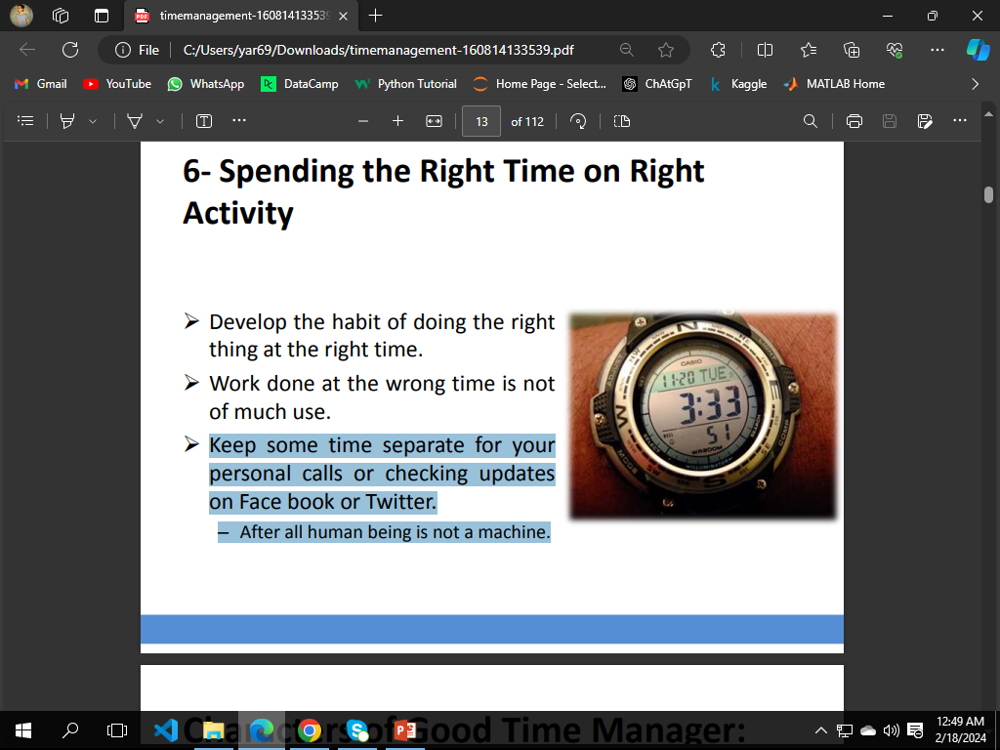 timemanagement-160814133539
File
C:/Users/yar69/Downloads/timemanagement-160814133539.pdf
Gmail YouTube WhatsApp DataCamp Python Tutorial Home Page - Select... ChAtGpT Kaggle MATLAB Home
13 of 112
6- Spending the Right Time on Right
Activity
➢ Develop the habit of doing the right
thing at the right time.
➢ Work done at the wrong time is not
of much use.
➢ Keep some time separate for your
personal calls or checking updates
on Face book or Twitter.
– After all human being is not a machine.
CASIO
11-20 TUE
3:33
51
WR200M
Characters of Good Time Manager:
12:49 AM
2/18/2024